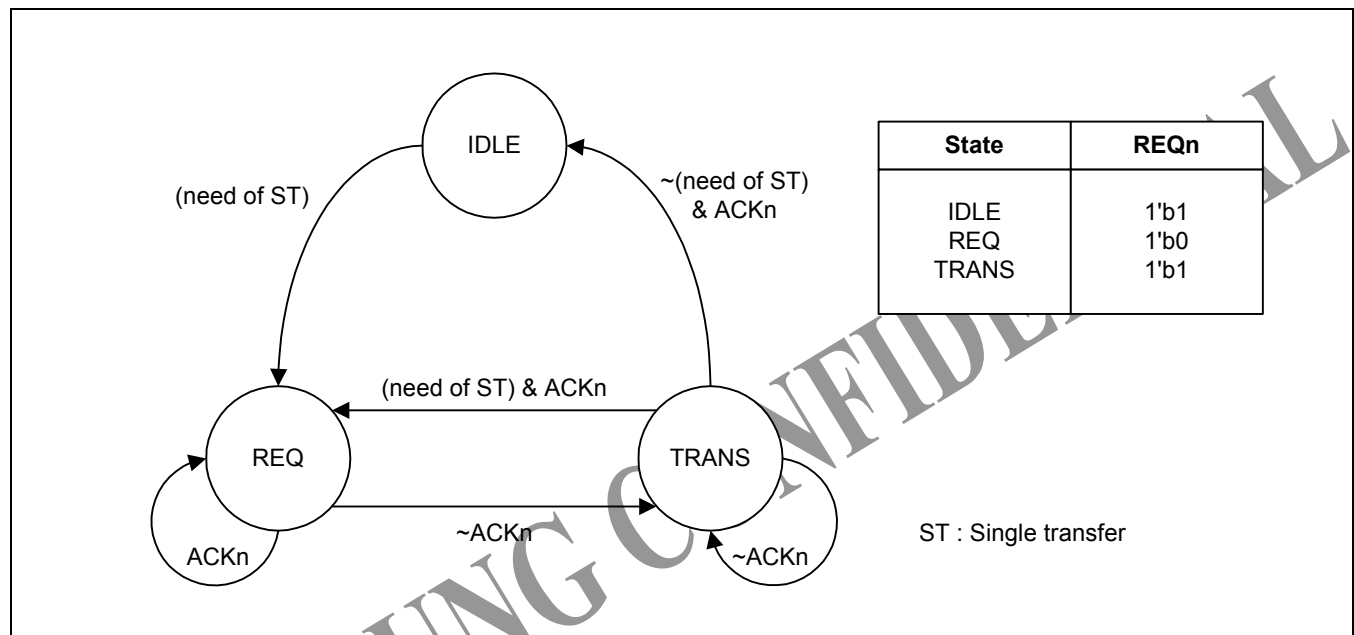 IDLE
(need of ST)
~(need of ST)
& ACKn
State REQn
IDLE 1'b1
REQ 1'b0
TRANS 1'b1
(need of ST) & ACKn
REQ
TRANS
~ACKn
ACKn
~ACKn
ST : Single transfer